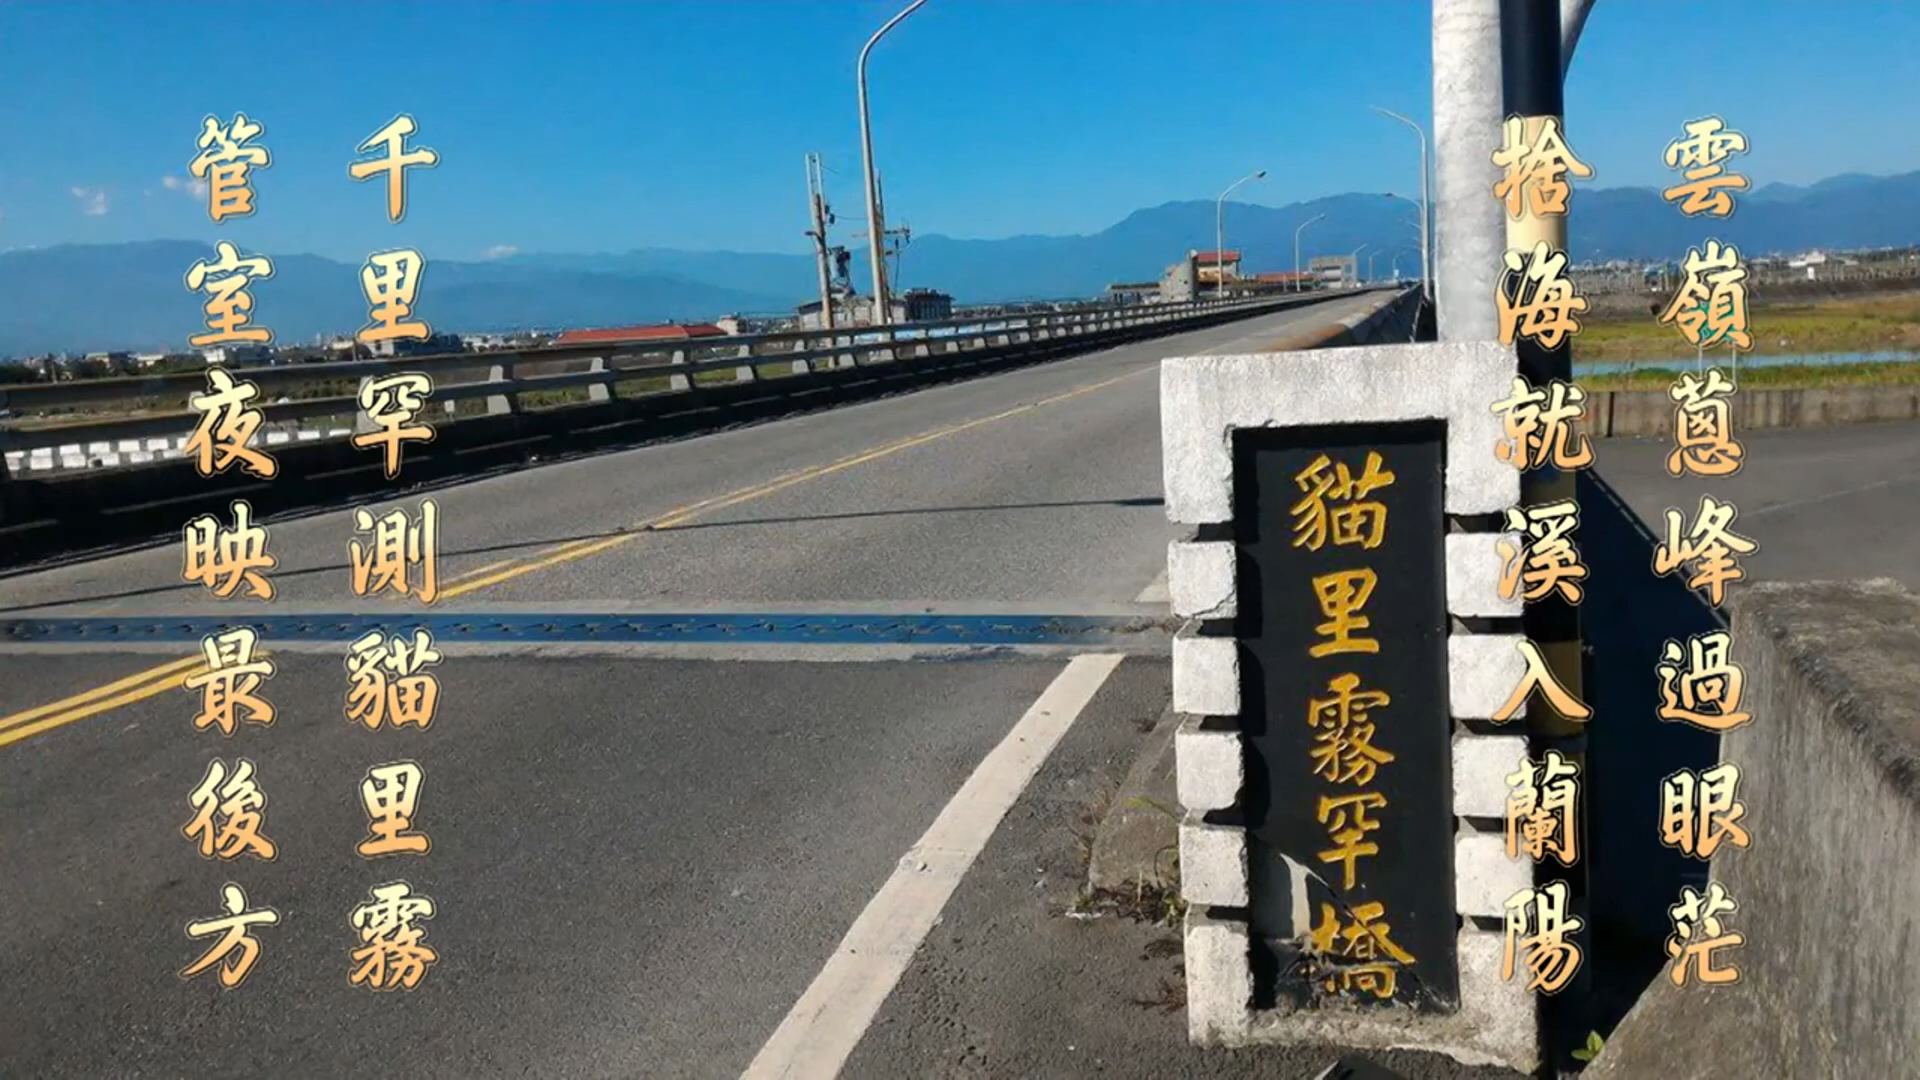 雲嶺蔥峰過眼茫
捨海就溪入蘭陽
貓里霧罕橋
千里罕測貓里霧
管室夜映最後方